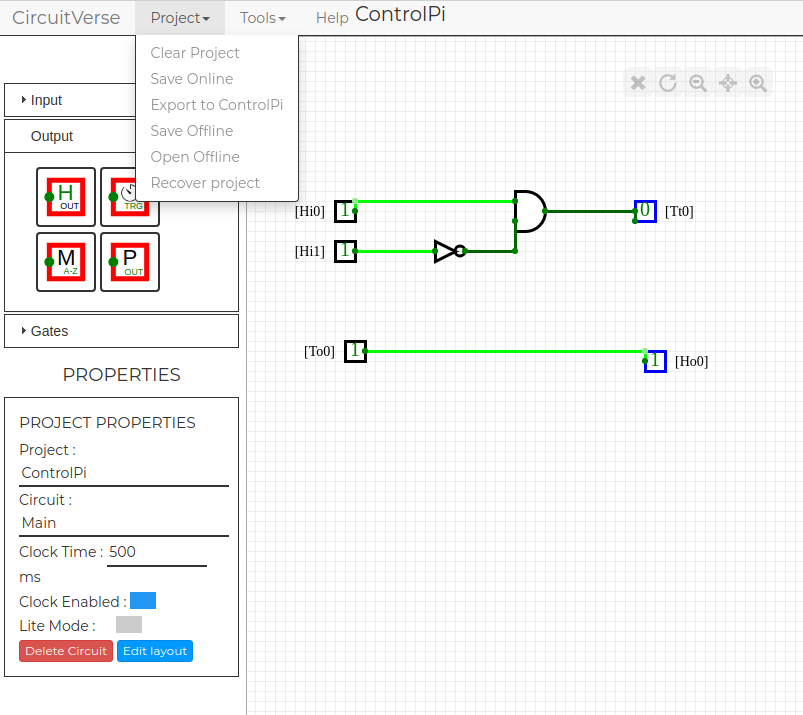 CircuitVerse Project Tools Help ControlPi
Clear Project
Save Online
Export to ControlPi
Save Offline
Open Offline
Recover project
Input
Output
H OUT TRG
M A-Z P OUT
Gates
[Hi0] 1 0 [Tt0]
[Hi1] 1
[To0] 1 1 [Ho0]
PROPERTIES
PROJECT PROPERTIES
Project :
ControlPi
Circuit :
Main
Clock Time : 500
ms
Clock Enabled :
Lite Mode :
Delete Circuit Edit layout